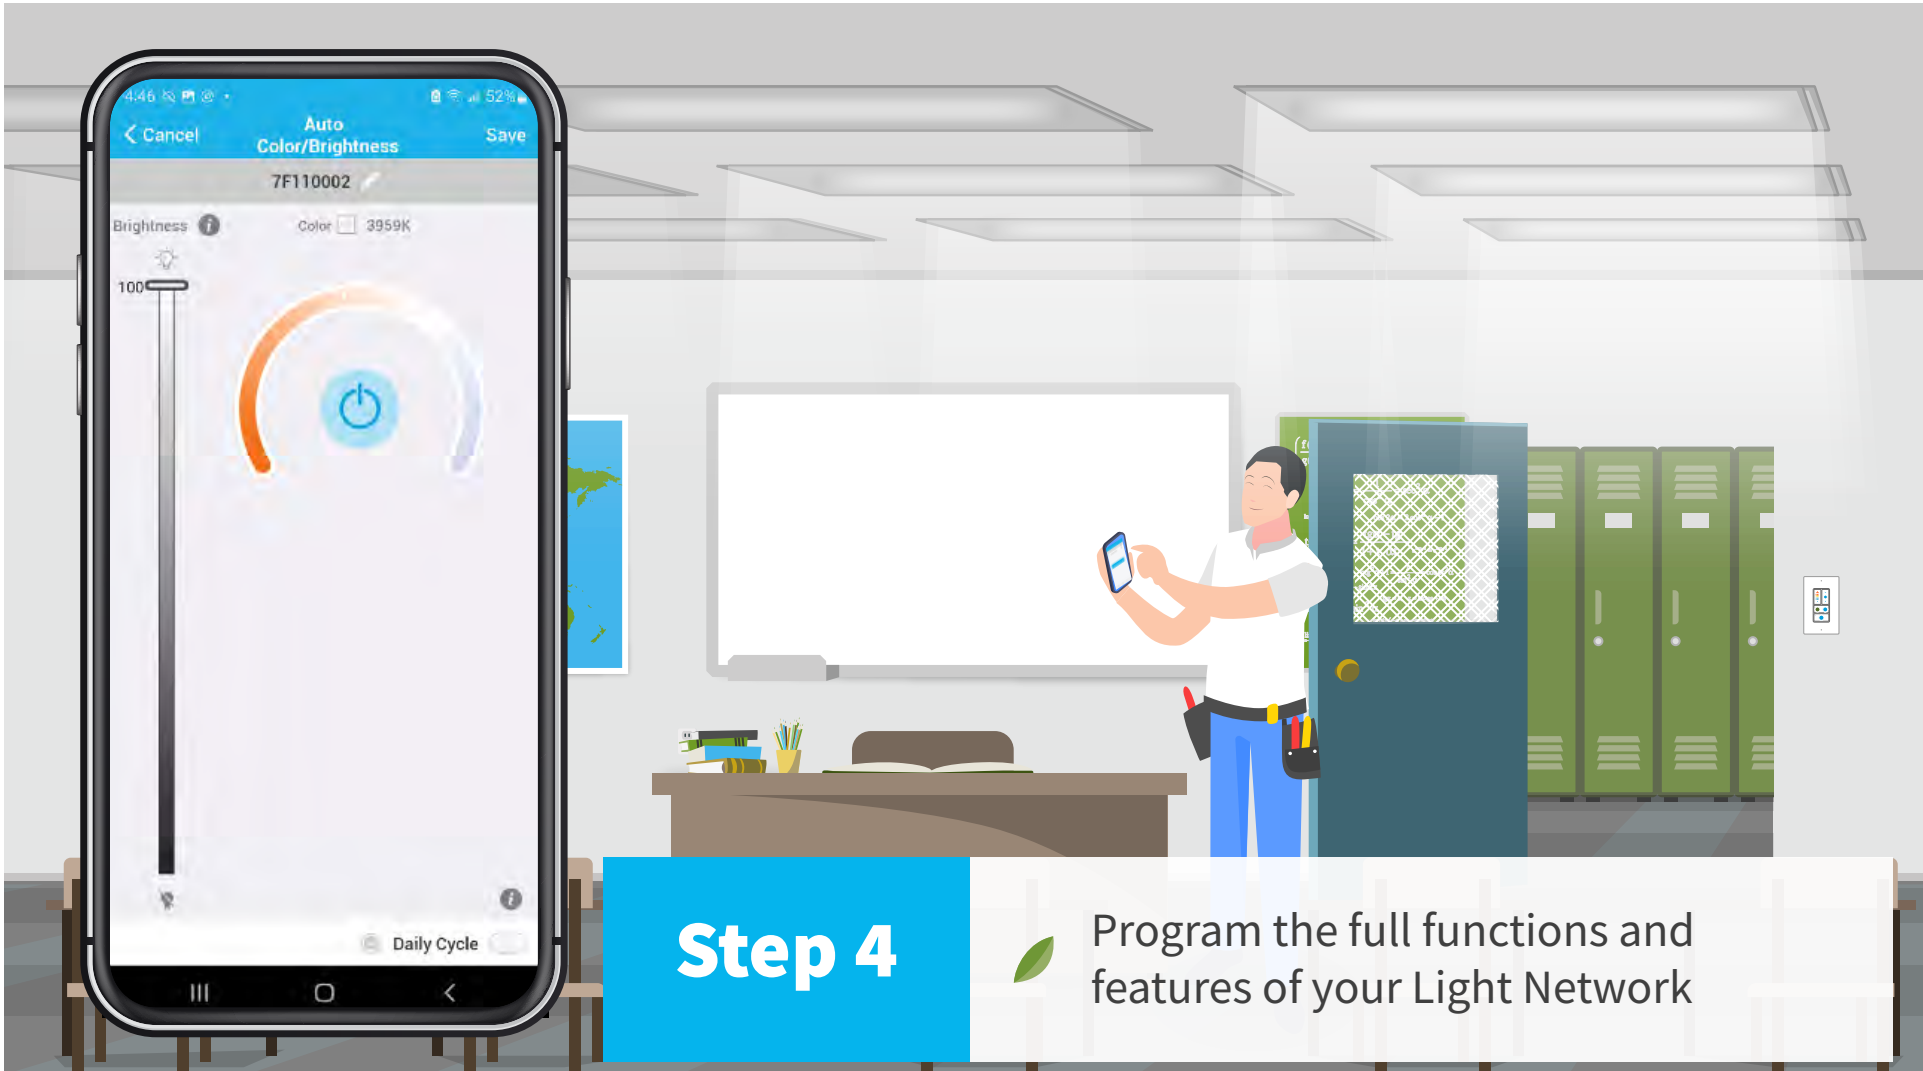 4:46
52%
Cancel
Auto
Color/Brightness
Save
7F110002
Brightness
Color
3959K
100
Daily Cycle
Step 4
Program the full functions and
features of your Light Network